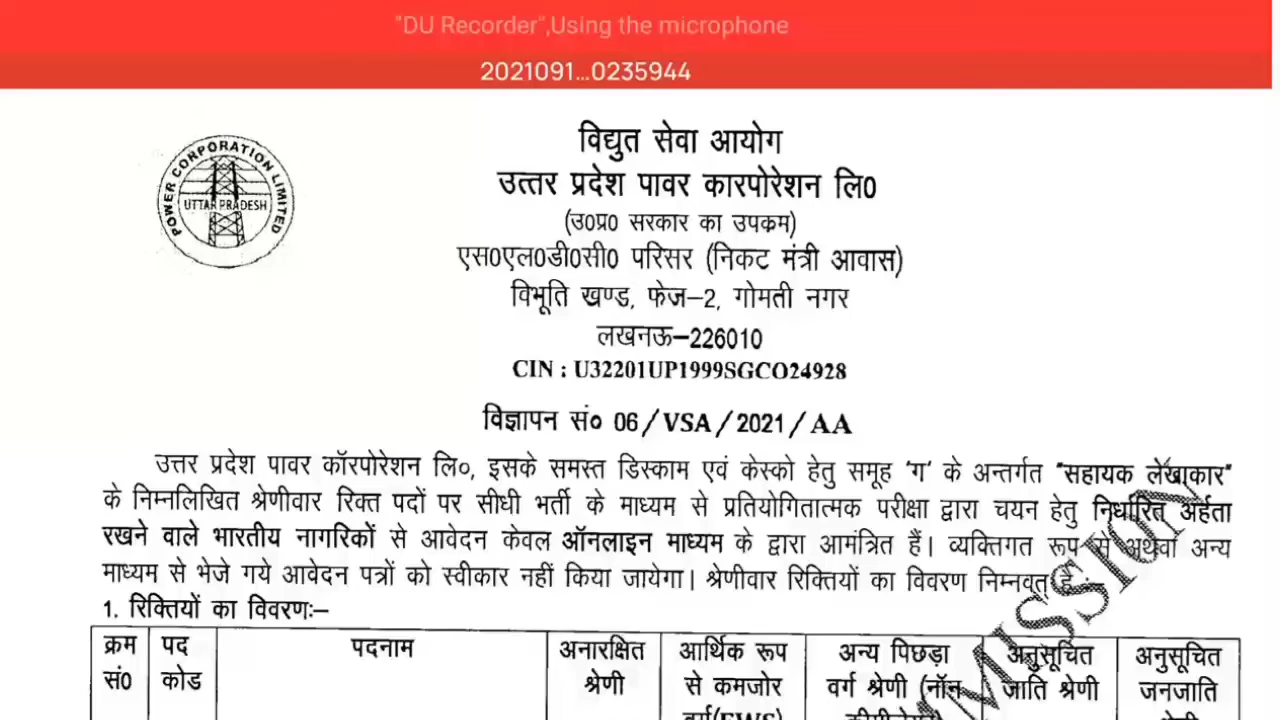 "DU Recorder",Using the microphone
2021091...0235944
POWER CORPORATION LIMITED
UTTAR PRADESH
विद्युत सेवा आयोग
उत्तर प्रदेश पावर कारपोरेशन लि0
(उ0प्र0 सरकार का उपकम)
एस0एल0डी0सी0 परिसर (निकट मंत्री आवास)
विभूति खण्ड, फेज-2, गोमती नगर
लखनऊ-226010
CIN : U32201UP1999SGCO24928
विज्ञापन सं० 06/VSA/2021/AA
उत्तर प्रदेश पावर कॉरपोरेशन लि०, इसके समस्त डिस्काम एवं केस्को हेतु समूह 'ग' के अन्तर्गत "सहायक लेखाकार"
के निम्नलिखित श्रेणीवार रिक्त पदों पर सीधी भर्ती के माध्यम से प्रतियोगितात्मक परीक्षा द्वारा चयन हेतु निर्धारित अर्हता
रखने वाले भारतीय नागरिकों से आवेदन केवल ऑनलाइन माध्यम के द्वारा आमंत्रित हैं। व्यक्तिगत रूप से अथवा अन्य
माध्यम से भेजे गये आवेदन पत्रों को स्वीकार नहीं किया जायेगा। श्रेणीवार रिक्तियों का विवरण निम्नवत् है :-
1. रिक्तियों का विवरणः-
क्रम पद पदनाम अनारक्षित आर्थिक रूप अन्य पिछड़ा अनुसूचित अनुसूचित
सं0 कोड श्रेणी से कमजोर वर्ग श्रेणी (नॉन जाति श्रेणी जनजाति
वर्ग(EWS)